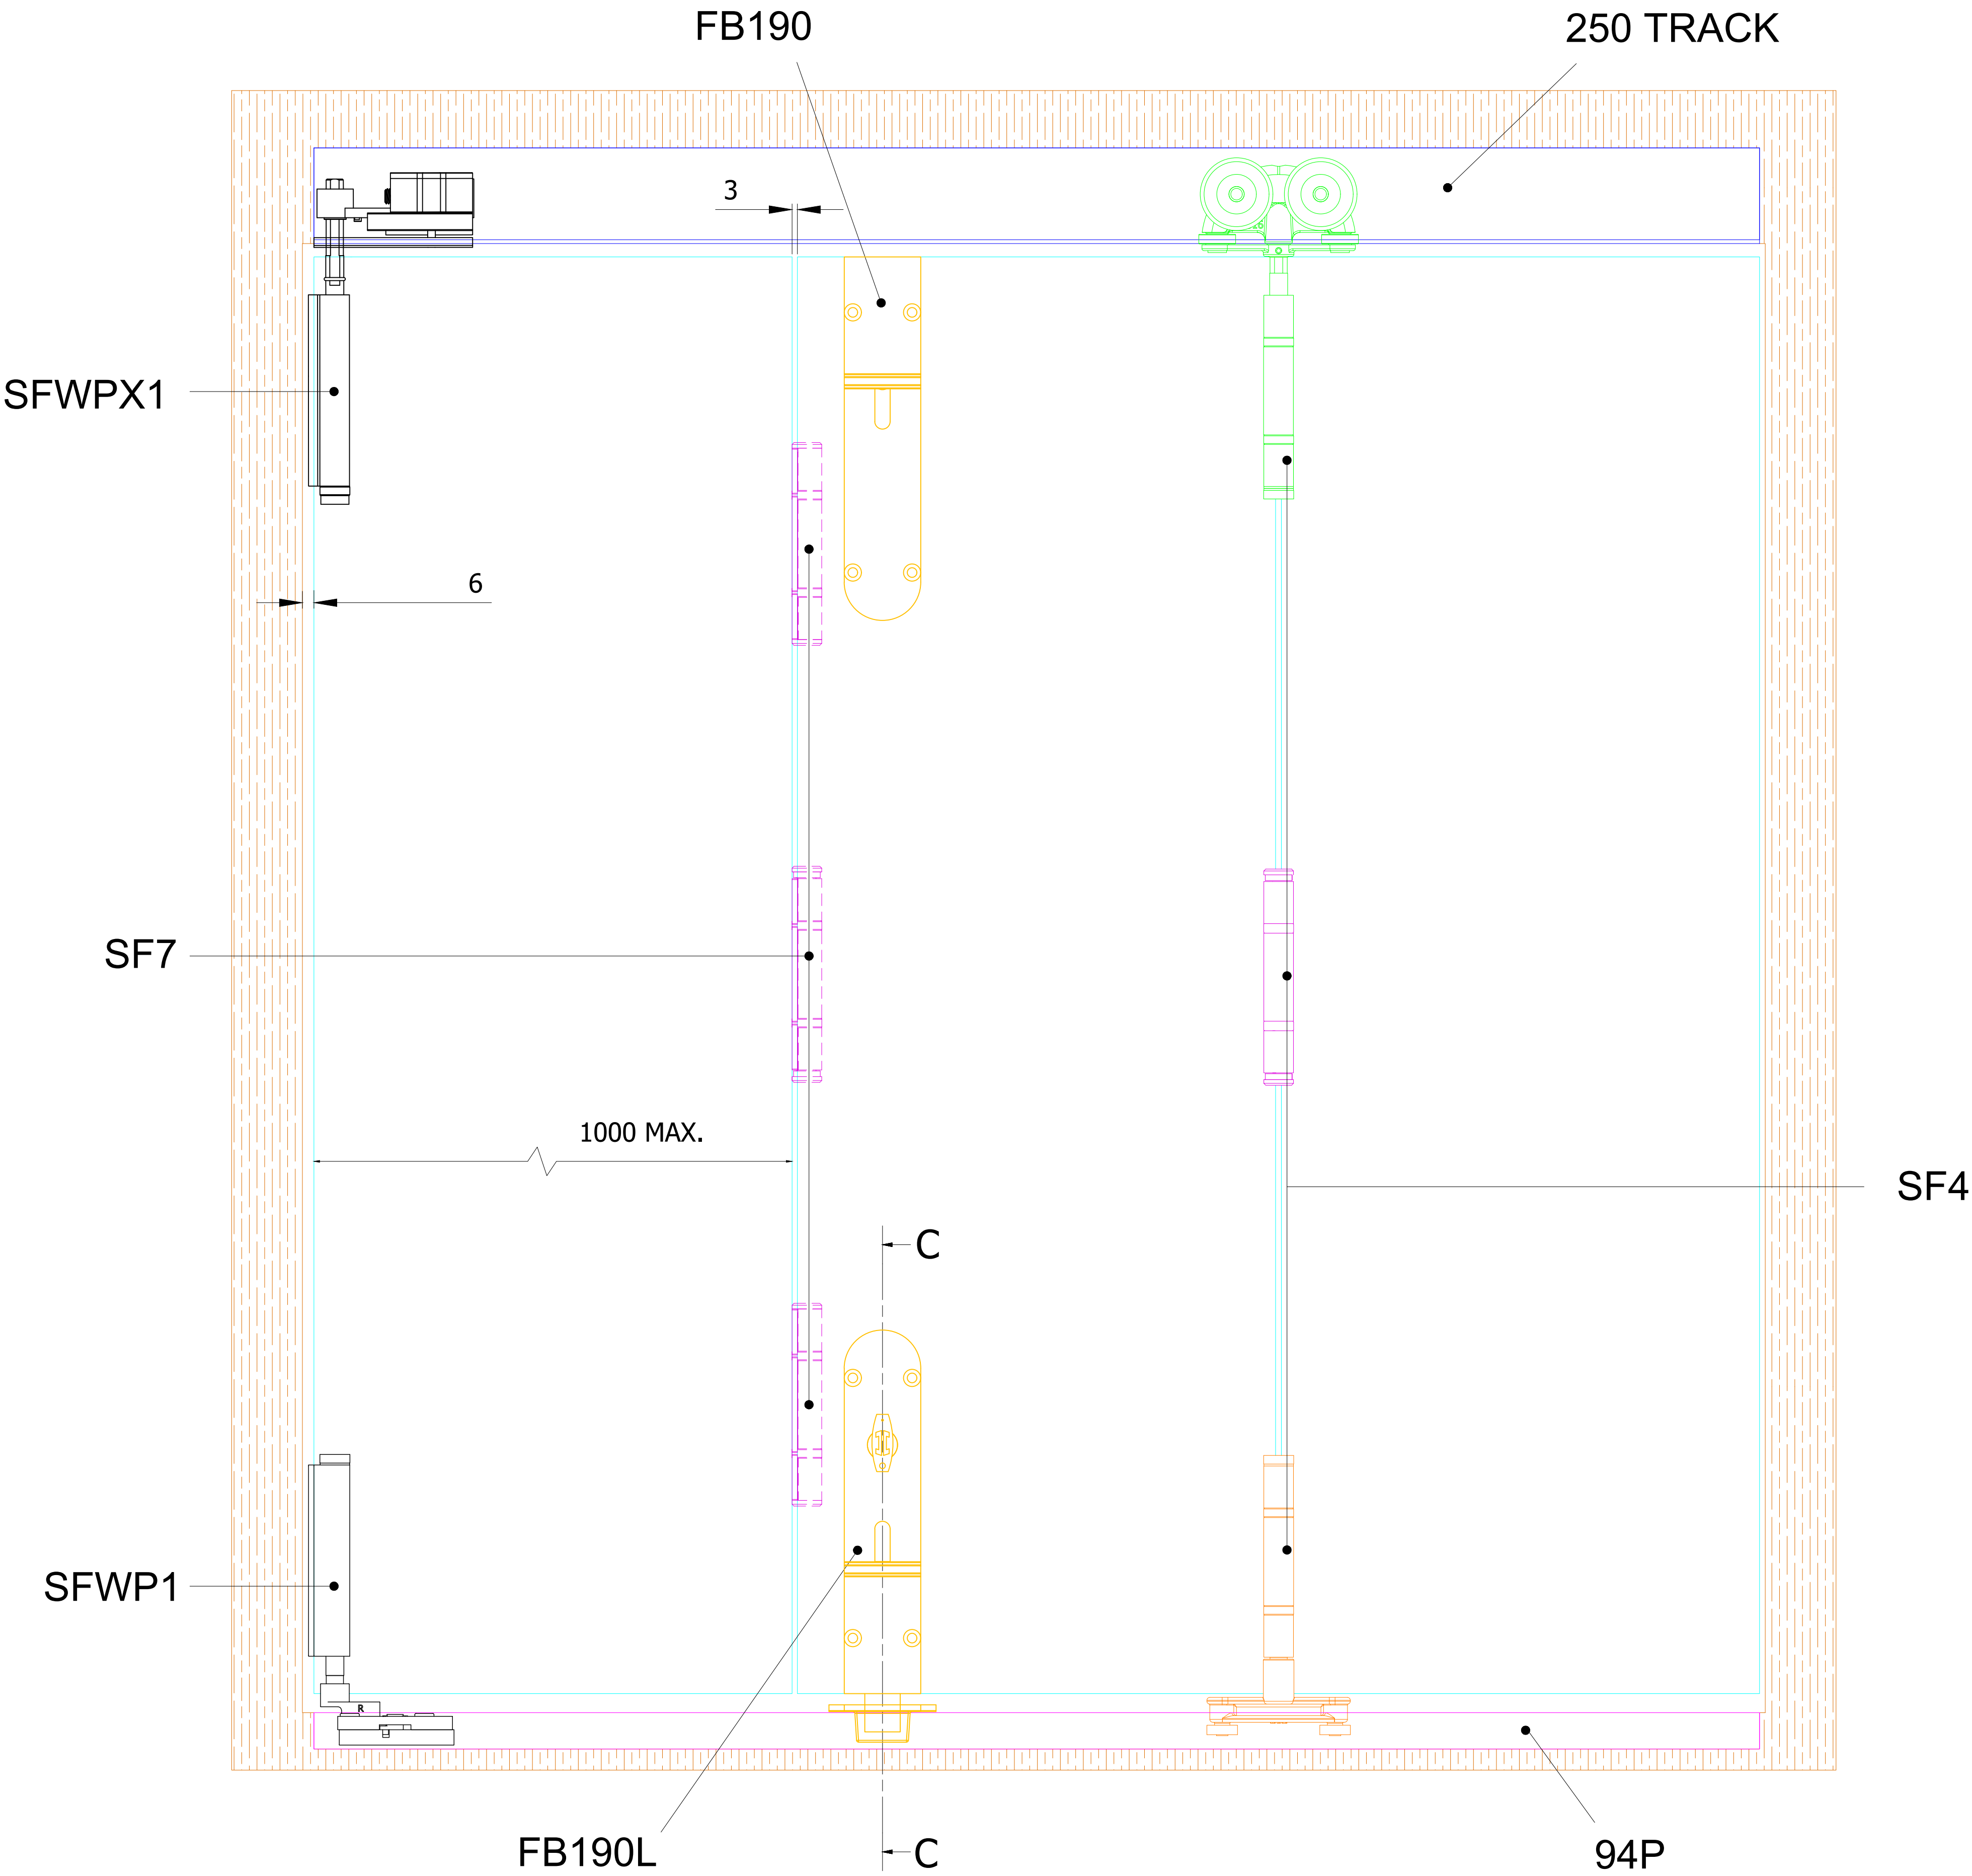 FB190
250 TRACK
3
SFWPX1
6
SF7
1000 MAX.
SF4
C
SFWP1
R
FB190L
C
94P